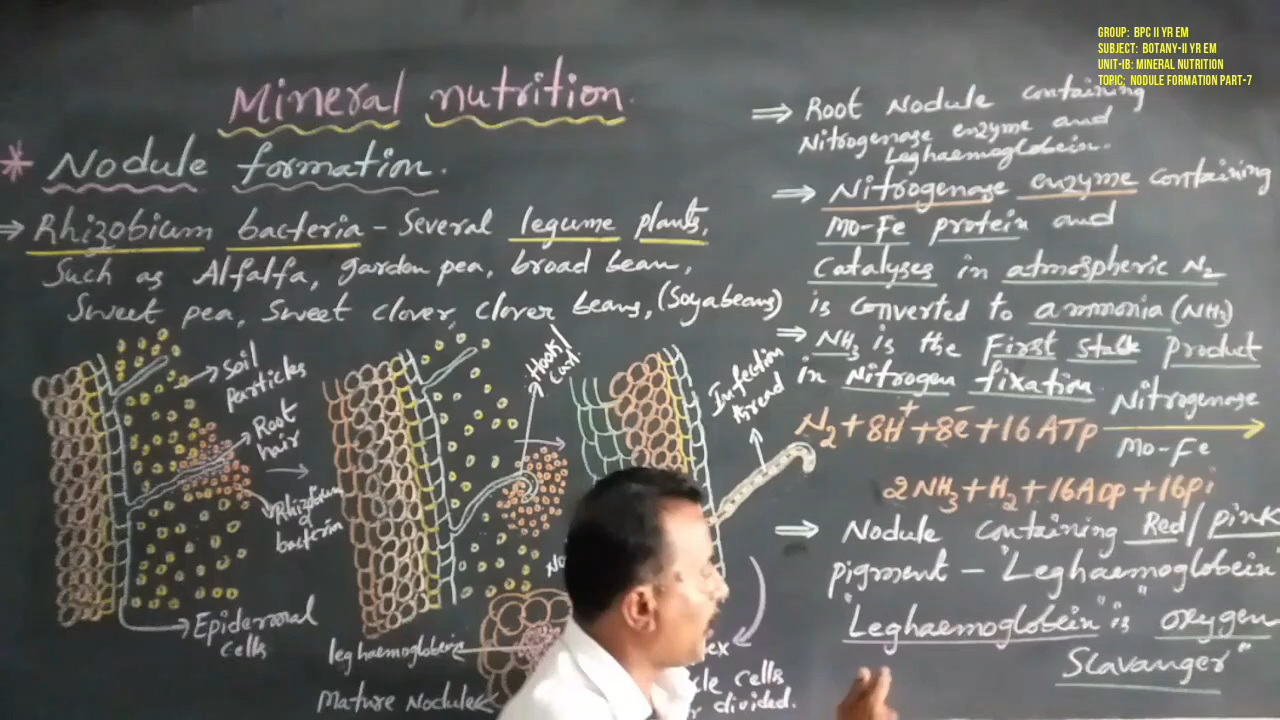 GROUP: BPC II YR EM
SUBJECT: BOTANY-II YR EM
UNIT-IB: MINERAL NUTRITION
TOPIC: NODULE FORMATION PART-7
Mineral nutrition.
* Nodule formation.
⇒ Rhizobium bacteria - Several legume plants,
Such as Alfalfa, garden pea, broad bean,
Sweet pea, Sweet clover, clover beans, (Soyabeans)
Soil
Particles
Root
hair
Rhizobium
bacteria
Epidermal
cells
Hook/
Curl
Infection
thread
leghaemoglobein
Mature Nodules
cells
divided.
⇒ Root Nodule containing
Nitrogenase enzyme and
Leghaemoglobein.
⇒ Nitrogenase enzyme containing
Mo-Fe protein and
Catalyses in atmospheric N2
is converted to ammonia (NH3)
⇒ NH3 is the First stable Product
in Nitrogen fixation
N2 + 8H+ + 8e- + 16 ATP Nitrogenase →
Mo-Fe
2NH3 + H2 + 16ADP + 16Pi
⇒ Nodule containing Red/pink
pigment - "Leghaemoglobein
"Leghaemoglobein" is "oxygen
Scavanger"